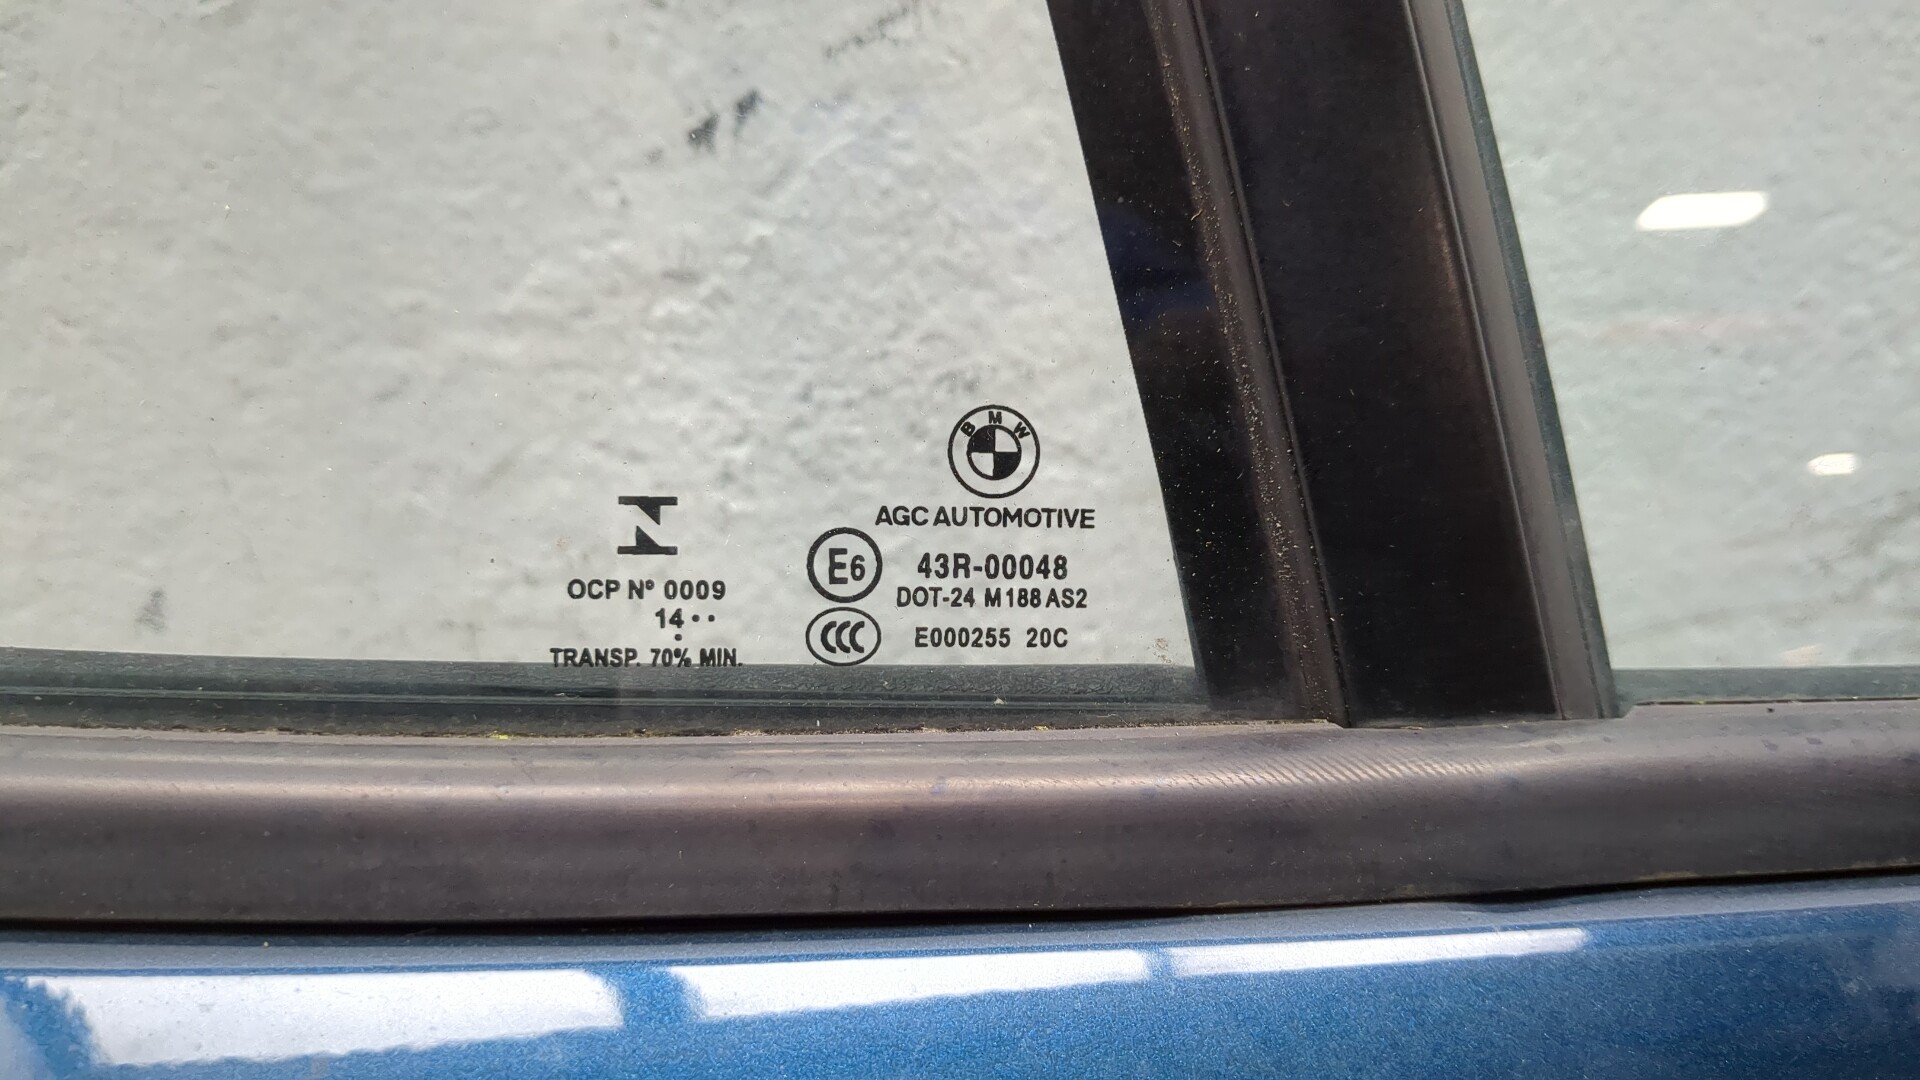 BMW
AGC AUTOMOTIVE
E6 43R-00048
DOT-24 M188 AS2
CCC E000255 20C
N
OCP Nº 0009
14··
·
TRANSP. 70% MIN.